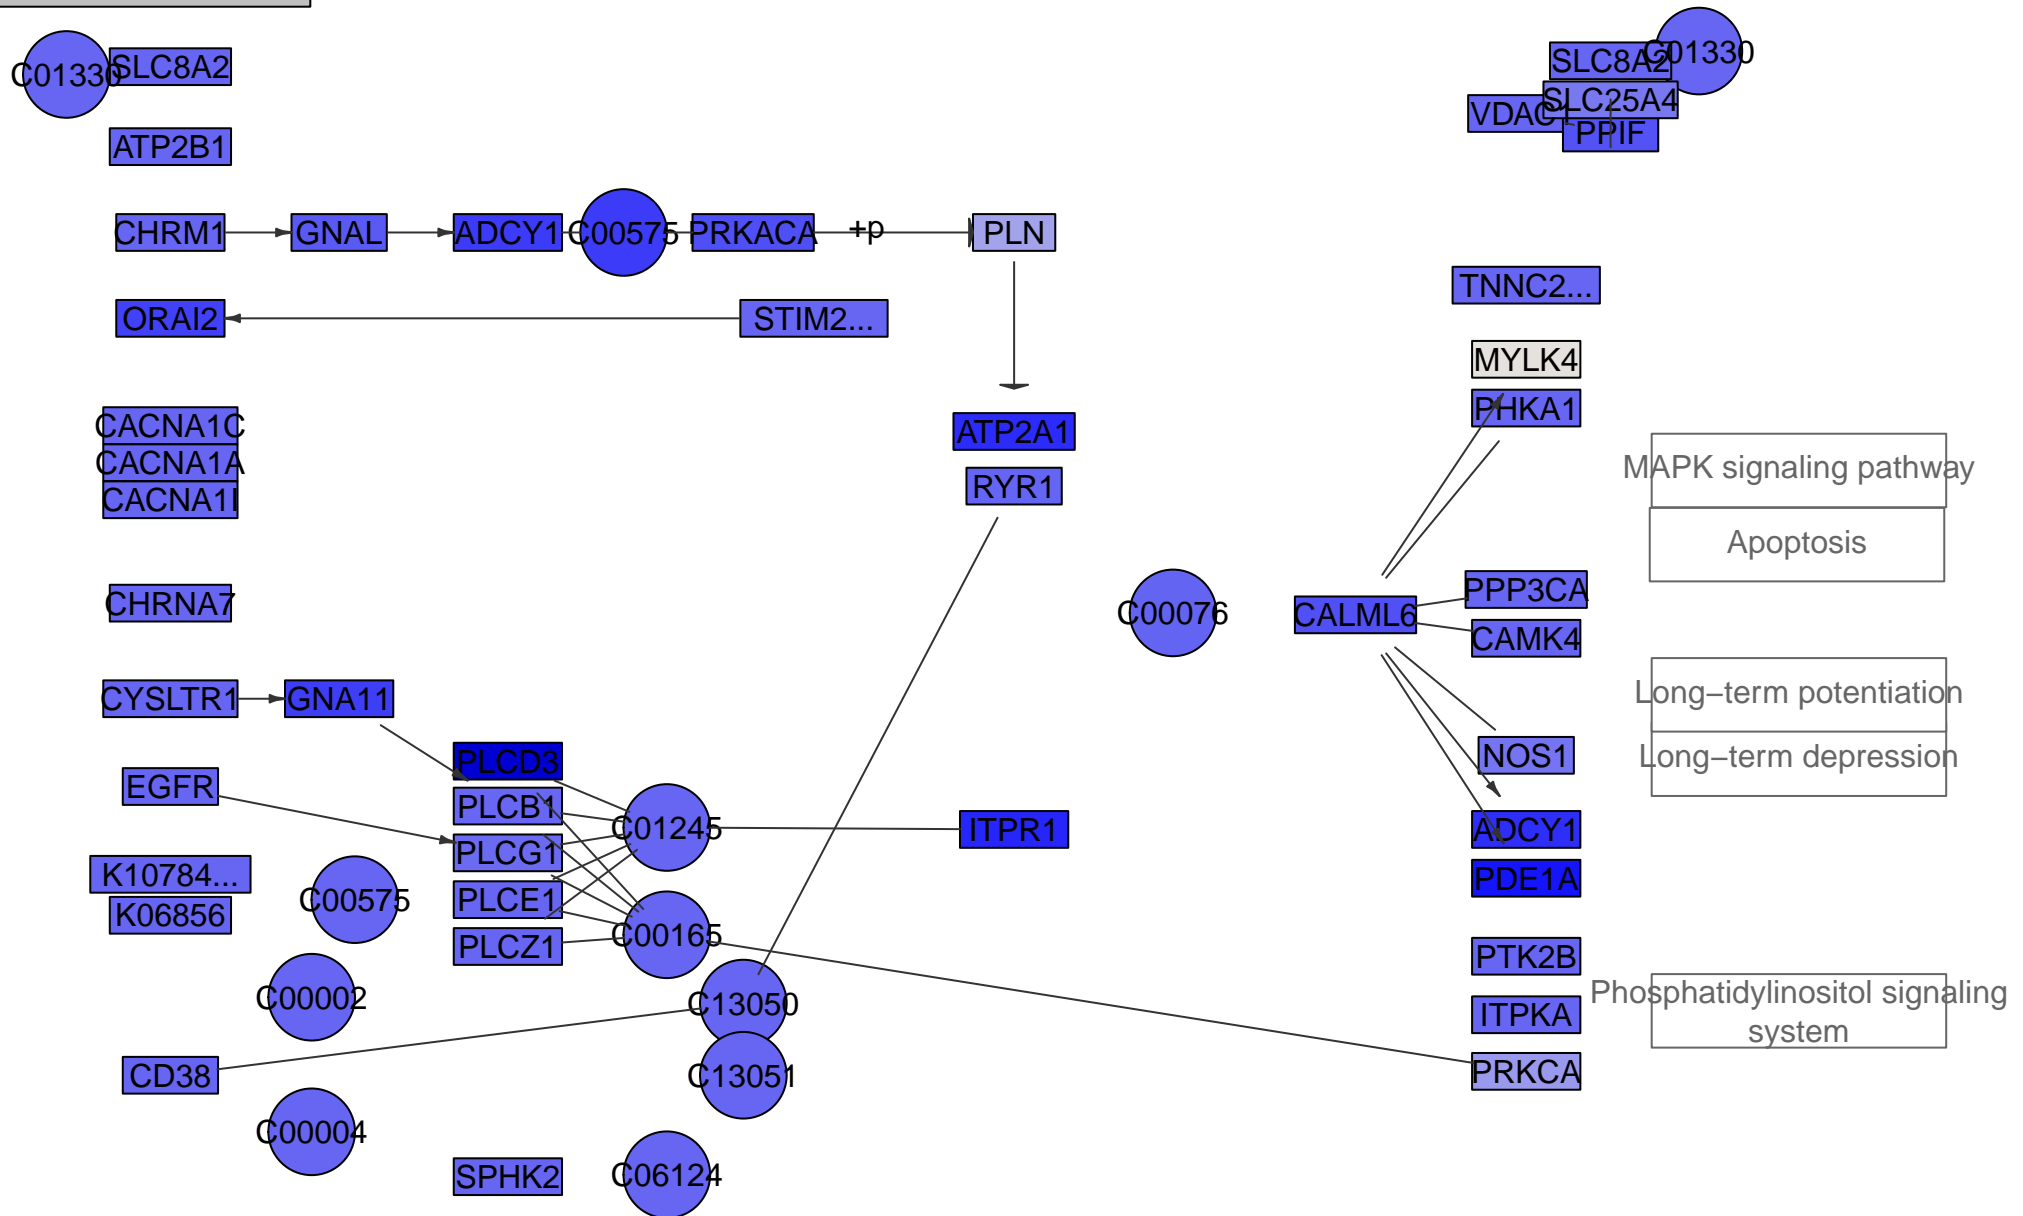 C01330
SLC8A2
SLC8A2
C01330
SLC25A4
VDAC1
PPIF
ATP2B1
CHRM1
GNAL
ADCY1
C00575
PRKACA
+p
PLN
TNNC2...
ORAI2
STIM2...
MYLK4
PHKA1
CACNA1C
CACNA1A
CACNA1I
ATP2A1
RYR1
MAPK signaling pathway
Apoptosis
CHRNA7
C00076
CALML6
PPP3CA
CAMK4
CYSLTR1
GNA11
Long−term potentiation
Long−term depression
NOS1
PLCD3
EGFR
PLCB1
C01245
ITPR1
ADCY1
PLCG1
K10784...
PDE1A
C00575
PLCE1
K06856
C00165
PLCZ1
PTK2B
C00002
C13050
ITPKA
Phosphatidylinositol signaling
system
CD38
C13051
PRKCA
C00004
SPHK2
C06124